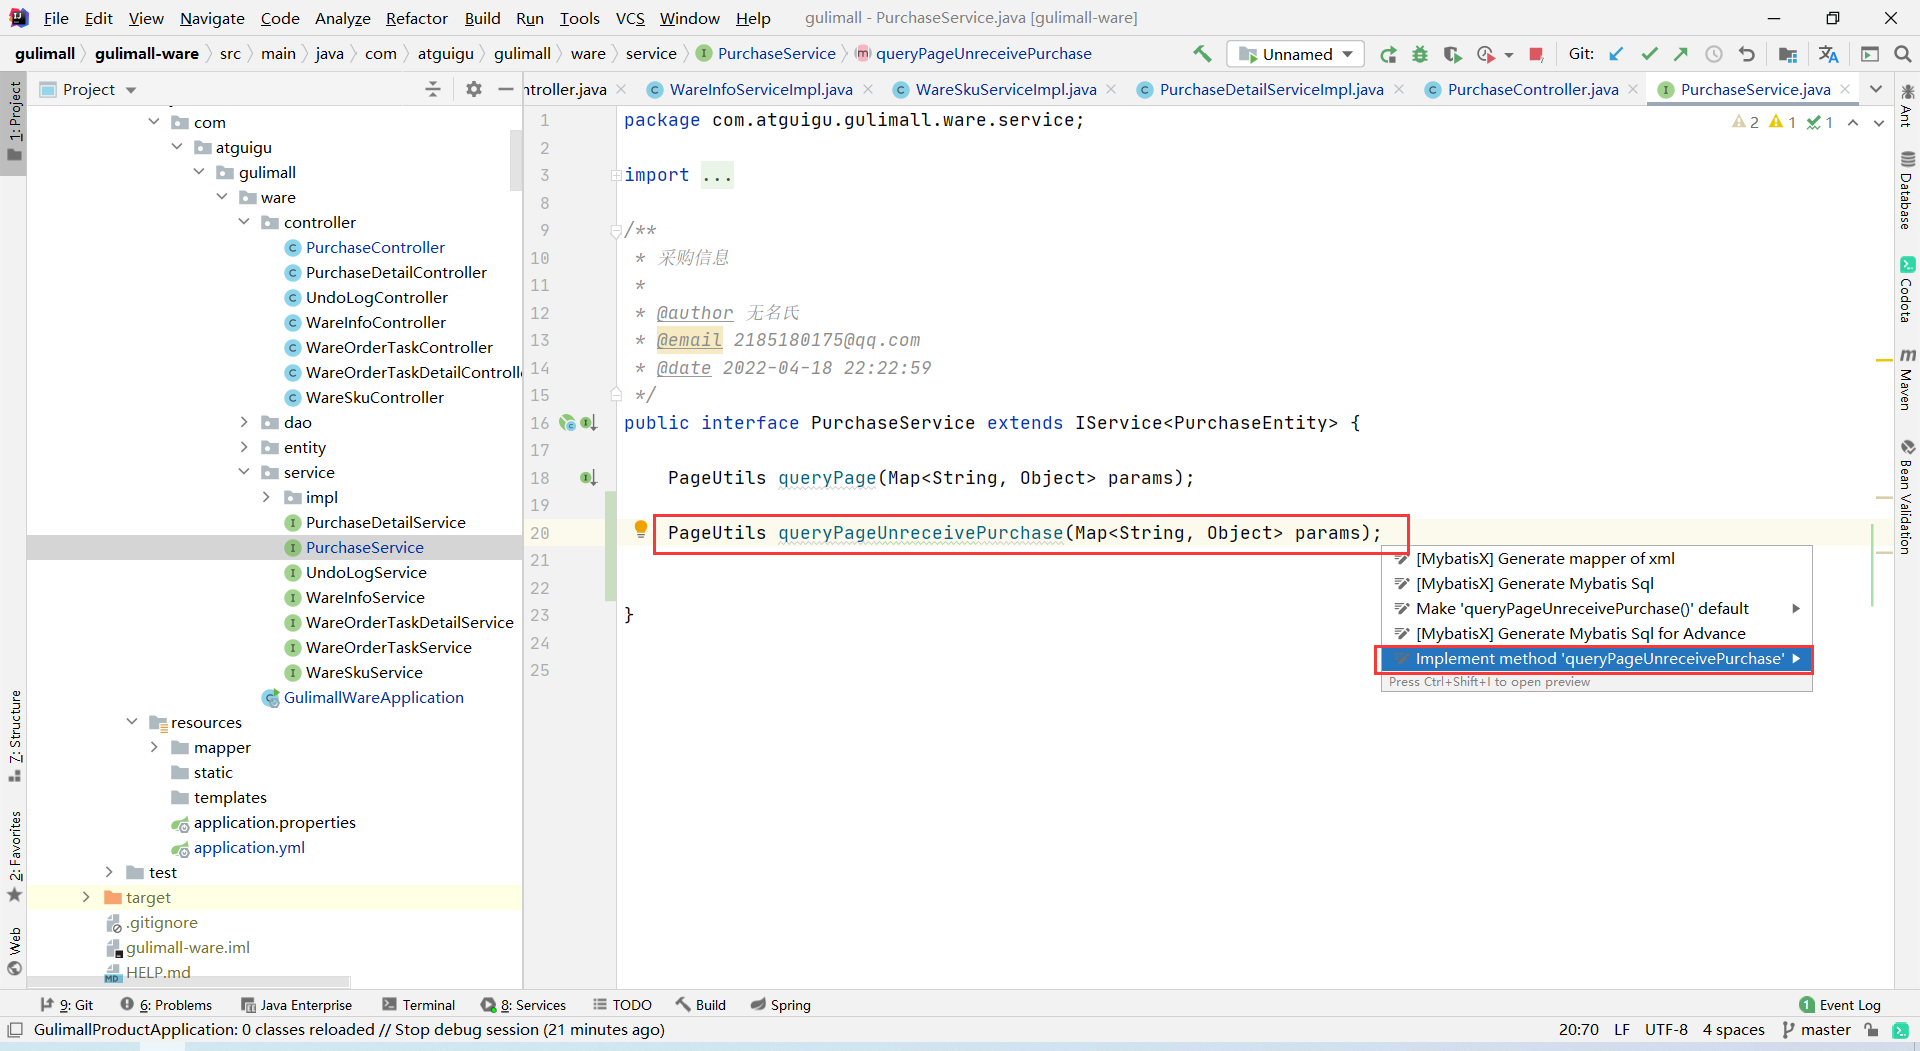 File Edit View Navigate Code Analyze Refactor Build Run Tools VCS Window Help gulimall - PurchaseService.java [gulimall-ware]
gulimall gulimall-ware src main java com atguigu gulimall ware service PurchaseService queryPageUnreceivePurchase Unnamed Git:
Project
ntroller.java WareInfoServiceImpl.java WareSkuServiceImpl.java PurchaseDetailServiceImpl.java PurchaseController.java PurchaseService.java
1: Project
7: Structure
2: Favorites
Web
com
atguigu
gulimall
ware
controller
PurchaseController
PurchaseDetailController
UndoLogController
WareInfoController
WareOrderTaskController
WareOrderTaskDetailControll
WareSkuController
dao
entity
service
impl
PurchaseDetailService
PurchaseService
UndoLogService
WareInfoService
WareOrderTaskDetailService
WareOrderTaskService
WareSkuService
GulimallWareApplication
resources
mapper
static
templates
application.properties
application.yml
test
target
.gitignore
gulimall-ware.iml
HELP.md
1 package com.atguigu.gulimall.ware.service;
2
3 import ...
8
9 /**
10 * 采购信息
11 *
12 * @author 无名氏
13 * @email 2185180175@qq.com
14 * @date 2022-04-18 22:22:59
15 */
16 public interface PurchaseService extends IService<PurchaseEntity> {
17
18 PageUtils queryPage(Map<String, Object> params);
19
20 PageUtils queryPageUnreceivePurchase(Map<String, Object> params);
21
22
23 }
24
25
2 1 1
[MybatisX] Generate mapper of xml
[MybatisX] Generate Mybatis Sql
Make 'queryPageUnreceivePurchase()' default
[MybatisX] Generate Mybatis Sql for Advance
Implement method 'queryPageUnreceivePurchase'
Press Ctrl+Shift+I to open preview
Ant
Database
Codota
Maven
Bean Validation
9: Git 6: Problems Java Enterprise Terminal 8: Services TODO Build Spring 1 Event Log
GulimallProductApplication: 0 classes reloaded // Stop debug session (21 minutes ago) 20:70 LF UTF-8 4 spaces master